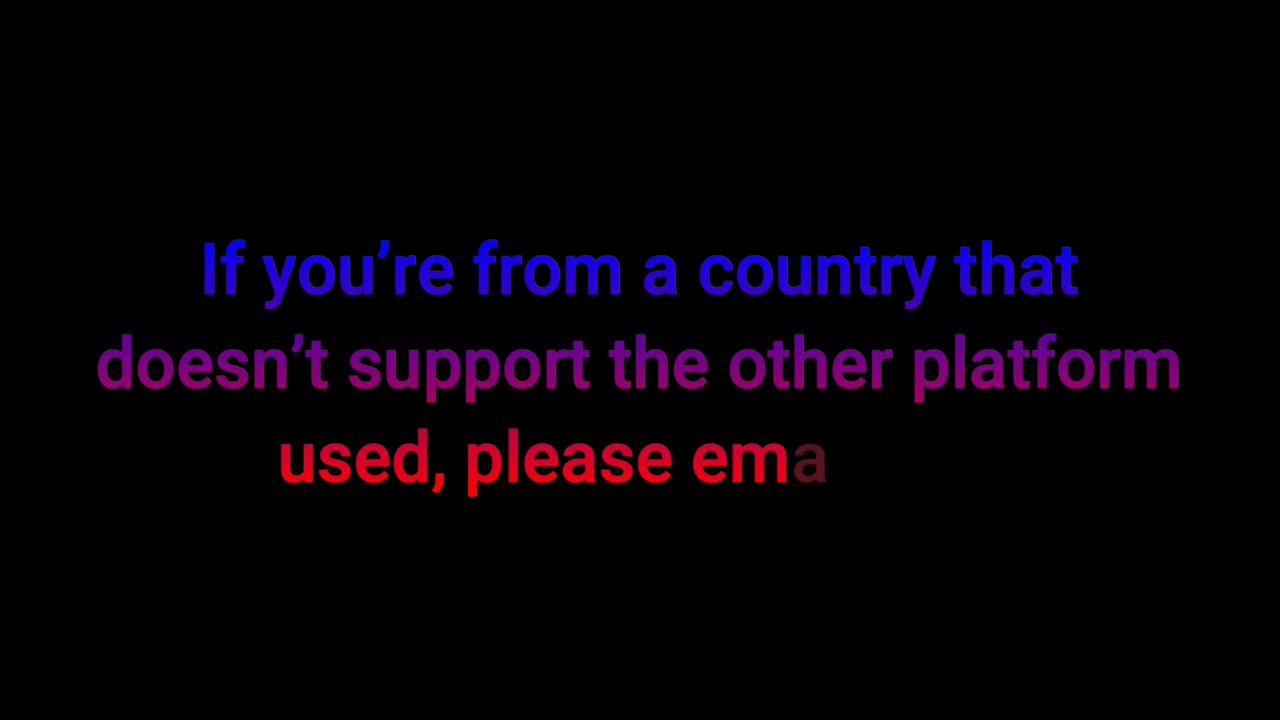 If you’re from a country that
doesn’t support the other platform
used, please ema